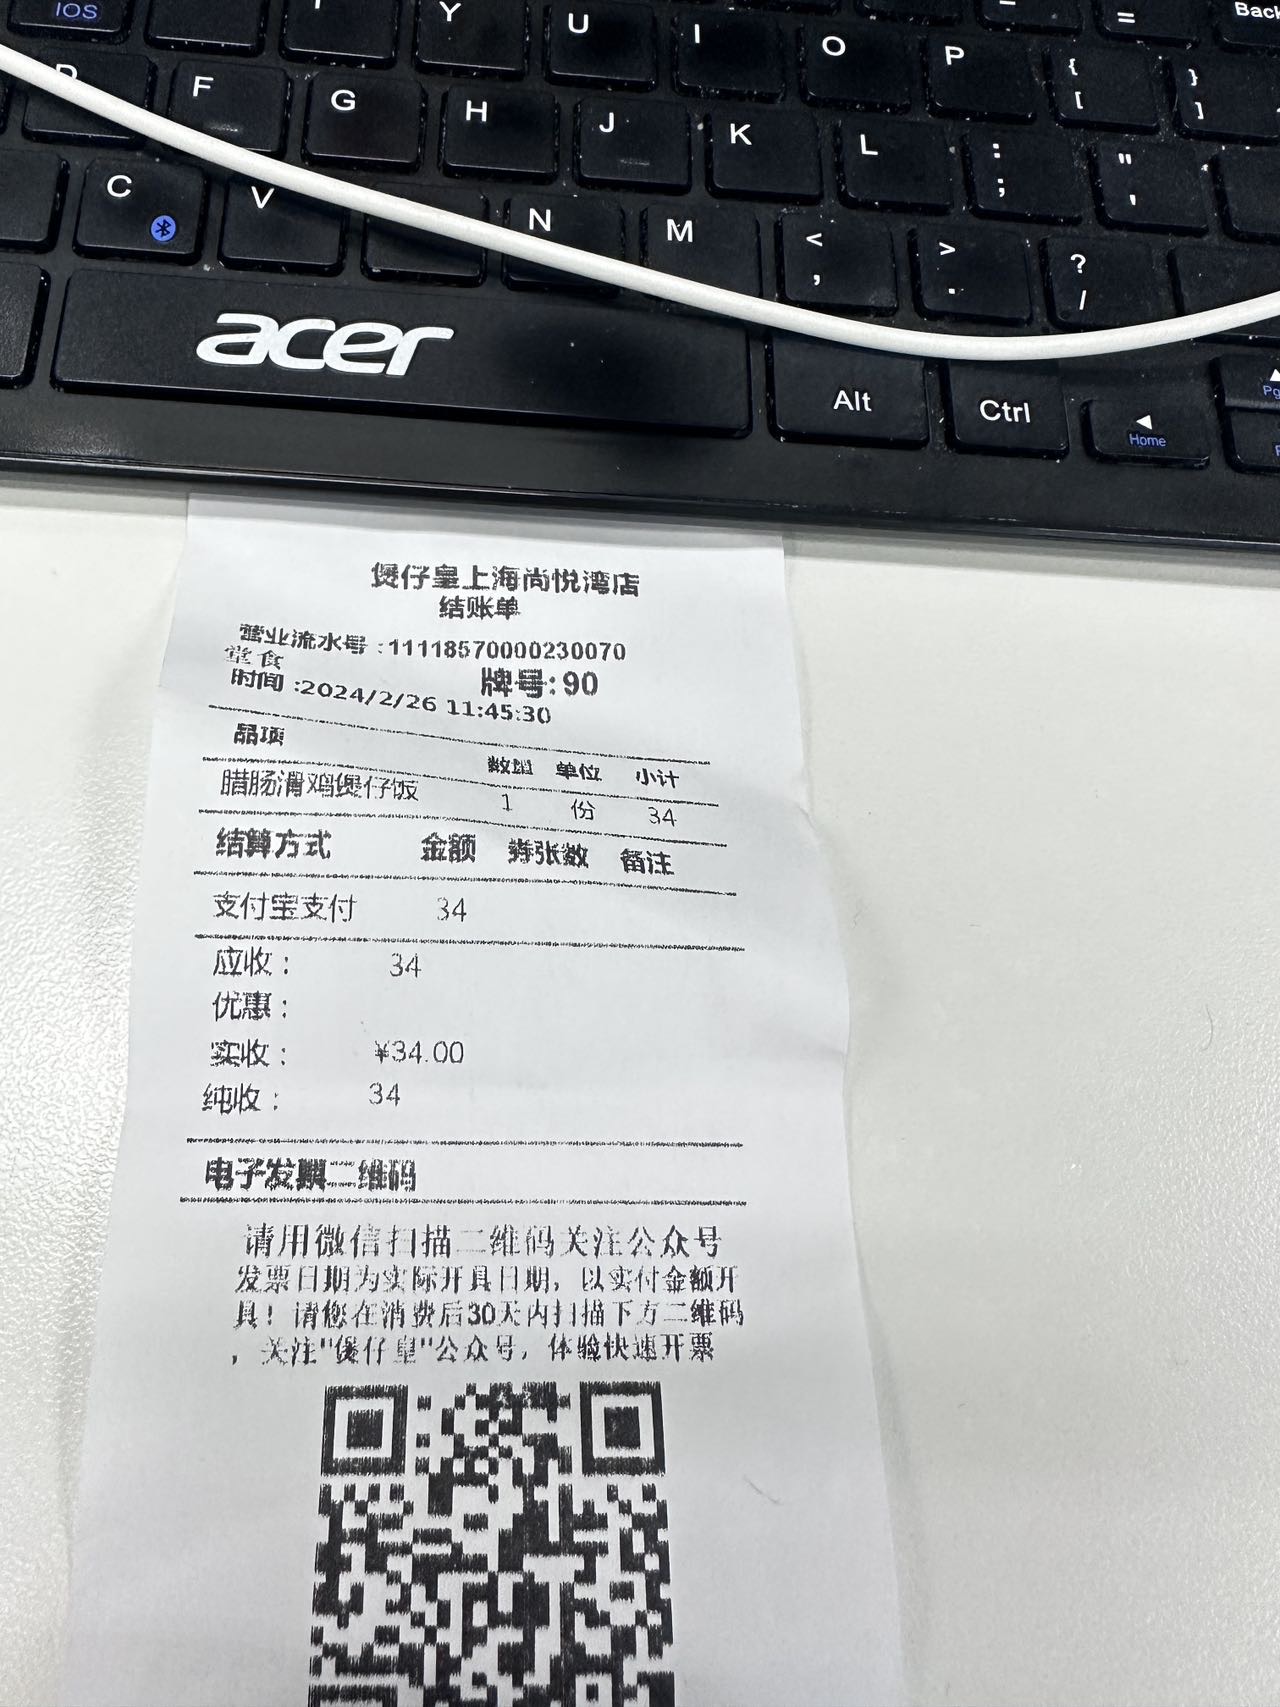 IOS
Y U I O P { [ } ] - = Back
F G H J K L : ; " '
C V N M < , > . ? /
acer
Alt Ctrl Home
煲仔皇上海尚悦湾店
结账单
营业流水号:11118570000230070
堂食
牌号:90
时间:2024/2/26 11:45:30
品项 数量 单位 小计
腊肠滑鸡煲仔饭 1 份 34
结算方式 金额 券张数 备注
支付宝支付 34
应收: 34
优惠:
实收: ¥34.00
纯收: 34
电子发票二维码
请用微信扫描二维码关注公众号
发票日期为实际开具日期，以实付金额开
具！请您在消费后30天内扫描下方二维码
，关注"煲仔皇"公众号，体验快速开票